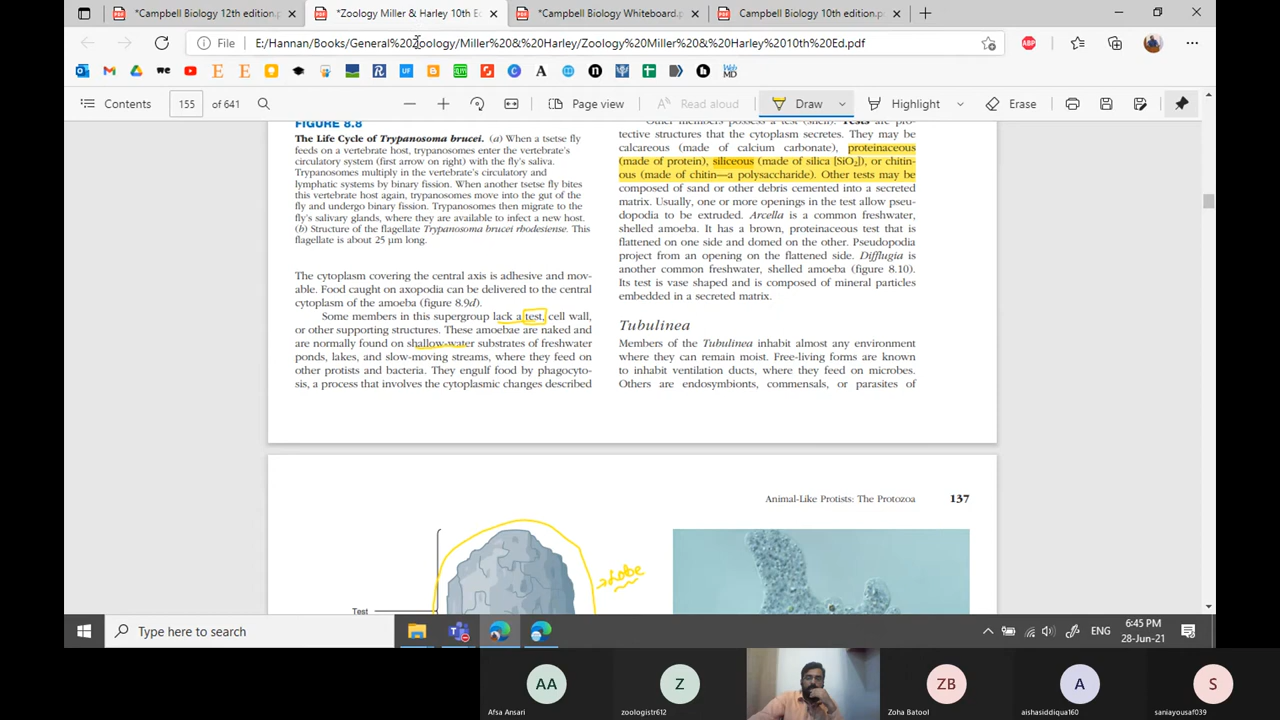 *Campbell Biology 12th edition.p
*Zoology Miller & Harley 10th E
*Campbell Biology Whiteboard.p
Campbell Biology 10th edition.p
File
E:/Hannan/Books/General%20Zoology/Miller%20&%20Harley/Zoology%20Miller%20&%20Harley%2010th%20Ed.pdf
Contents
155
of 641
Page view
Read aloud
Draw
Highlight
Erase
FIGURE 8.8
The Life Cycle of Trypanosoma brucei. (a) When a tsetse fly
feeds on a vertebrate host, trypanosomes enter the vertebrate's
circulatory system (first arrow on right) with the fly's saliva.
Trypanosomes multiply in the vertebrate's circulatory and
lymphatic systems by binary fission. When another tsetse fly bites
this vertebrate host again, trypanosomes move into the gut of the
fly and undergo binary fission. Trypanosomes then migrate to the
fly's salivary glands, where they are available to infect a new host.
(b) Structure of the flagellate Trypanosoma brucei rhodesiense. This
flagellate is about 25 µm long.
The cytoplasm covering the central axis is adhesive and mov-
able. Food caught on axopodia can be delivered to the central
cytoplasm of the amoeba (figure 8.9d).
Some members in this supergroup lack a test, cell wall,
or other supporting structures. These amoebae are naked and
are normally found on shallow-water substrates of freshwater
ponds, lakes, and slow-moving streams, where they feed on
other protists and bacteria. They engulf food by phagocyto-
sis, a process that involves the cytoplasmic changes described
Other members possess a test (shell). Tests are pro-
tective structures that the cytoplasm secretes. They may be
calcareous (made of calcium carbonate), proteinaceous
(made of protein), siliceous (made of silica [SiO2]), or chitin-
ous (made of chitin—a polysaccharide). Other tests may be
composed of sand or other debris cemented into a secreted
matrix. Usually, one or more openings in the test allow pseu-
dopodia to be extruded. Arcella is a common freshwater,
shelled amoeba. It has a brown, proteinaceous test that is
flattened on one side and domed on the other. Pseudopodia
project from an opening on the flattened side. Difflugia is
another common freshwater, shelled amoeba (figure 8.10).
Its test is vase shaped and is composed of mineral particles
embedded in a secreted matrix.
Tubulinea
Members of the Tubulinea inhabit almost any environment
where they can remain moist. Free-living forms are known
to inhabit ventilation ducts, where they feed on microbes.
Others are endosymbionts, commensals, or parasites of
Animal-Like Protists: The Protozoa 137
Lobe
Test
Type here to search
ENG
6:45 PM
28-Jun-21
AA
Z
ZB
A
S
Afsa Ansari
zoologistr612
Zoha Batool
aishasiddiqua160
saniayousaf039